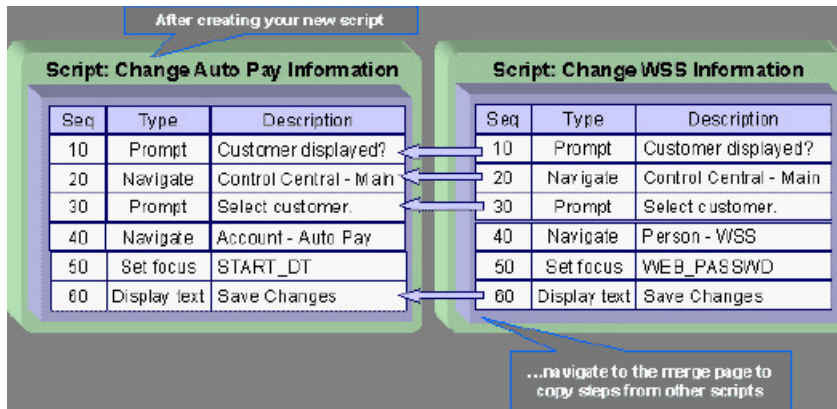 After creating your new script
Script: Change Auto Pay Information
Seq Type Description
10 Prompt Customer displayed?
20 Navigate Control Central - Main
30 Prompt Select customer.
40 Navigate Account - Auto Pay
50 Set focus START_DT
60 Display text Save Changes
Script: Change WSS Information
Seq Type Description
10 Prompt Customer displayed?
20 Navigate Control Central - Main
30 Prompt Select customer.
40 Navigate Person - WSS
50 Set focus WEB_PASSWD
60 Display text Save Changes
...navigate to the merge page to
copy steps from other scripts